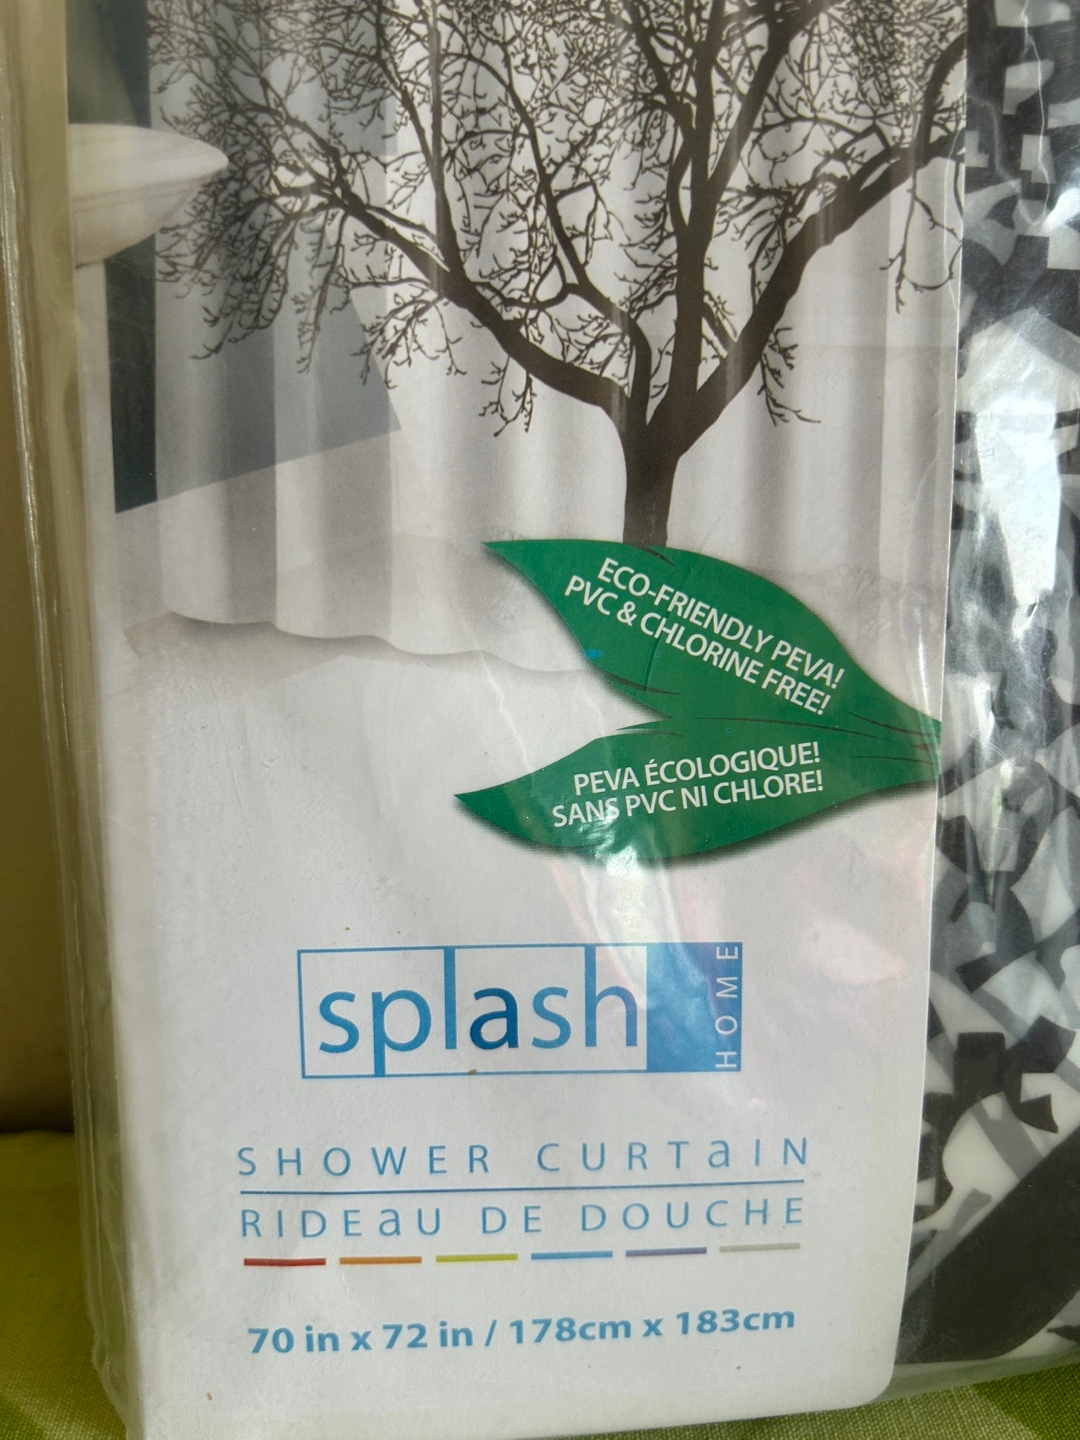 ECO-FRIENDLY PEVA!
PVC & CHLORINE FREE!
PEVA ÉCOLOGIQUE!
SANS PVC NI CHLORE!
splash HOME
SHOWER CURTaIN
RIDEaU DE DOUCHE
70 in x 72 in / 178cm x 183cm